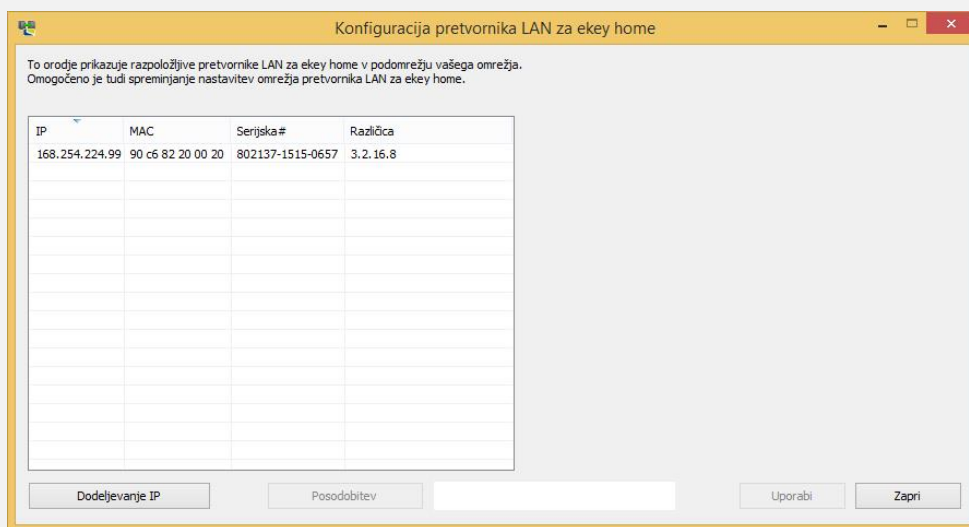 Konfiguracija pretvornika LAN za ekey home
To orodje prikazuje razpoložljive pretvornike LAN za ekey home v podomrežju vašega omrežja.
Omogočeno je tudi spreminjanje nastavitev omrežja pretvornika LAN za ekey home.
IP MAC Serijska# Različica
168.254.224.99 90 c6 82 20 00 20 802137-1515-0657 3.2.16.8
Dodeljevanje IP Posodobitev Uporabi Zapri